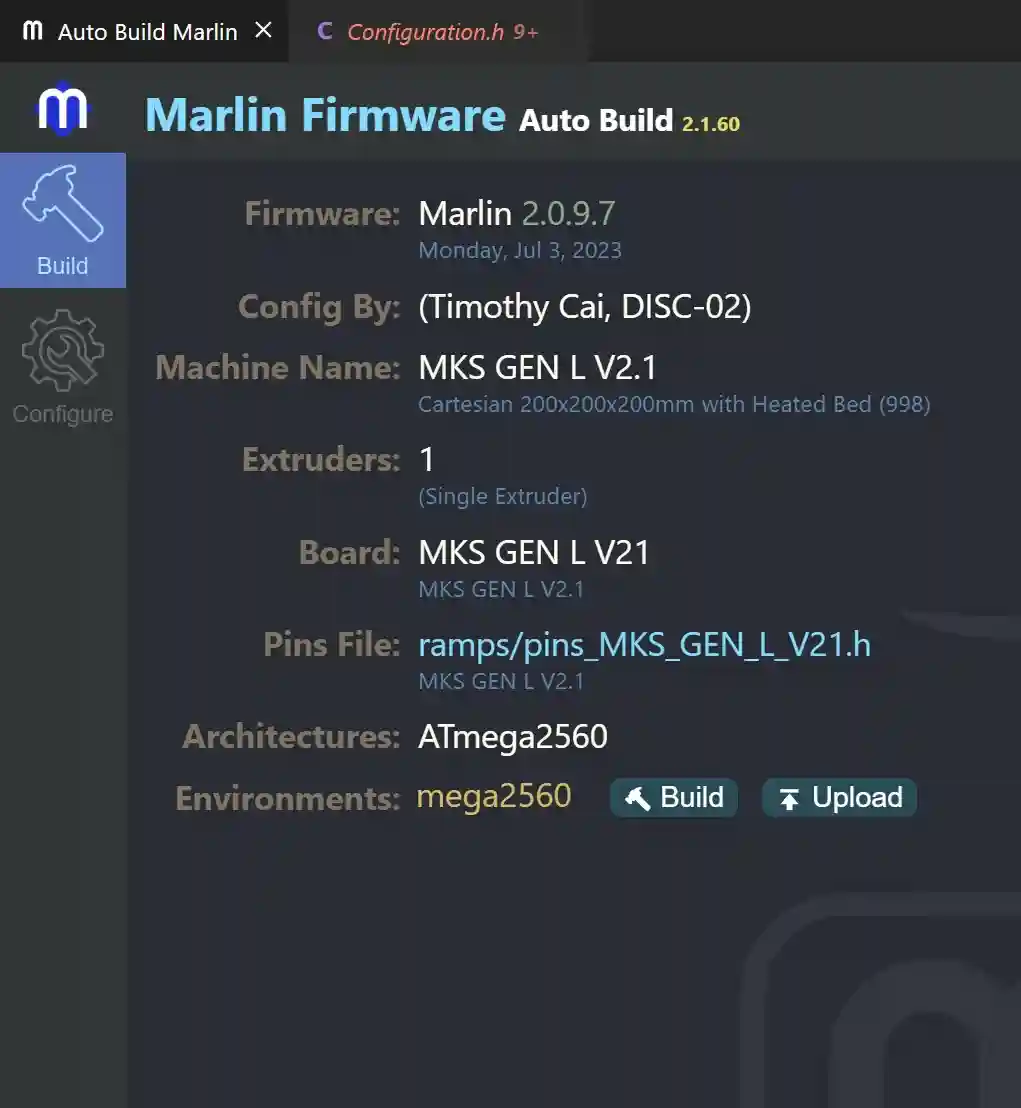 Auto Build Marlin
Configuration.h 9+
Marlin Firmware Auto Build 2.1.60
Build
Configure
Firmware: Marlin 2.0.9.7
Monday, Jul 3, 2023
Config By: (Timothy Cai, DISC-02)
Machine Name: MKS GEN L V2.1
Cartesian 200x200x200mm with Heated Bed (998)
Extruders: 1
(Single Extruder)
Board: MKS GEN L V21
MKS GEN L V2.1
Pins File: ramps/pins_MKS_GEN_L_V21.h
MKS GEN L V2.1
Architectures: ATmega2560
Environments: mega2560 Build Upload